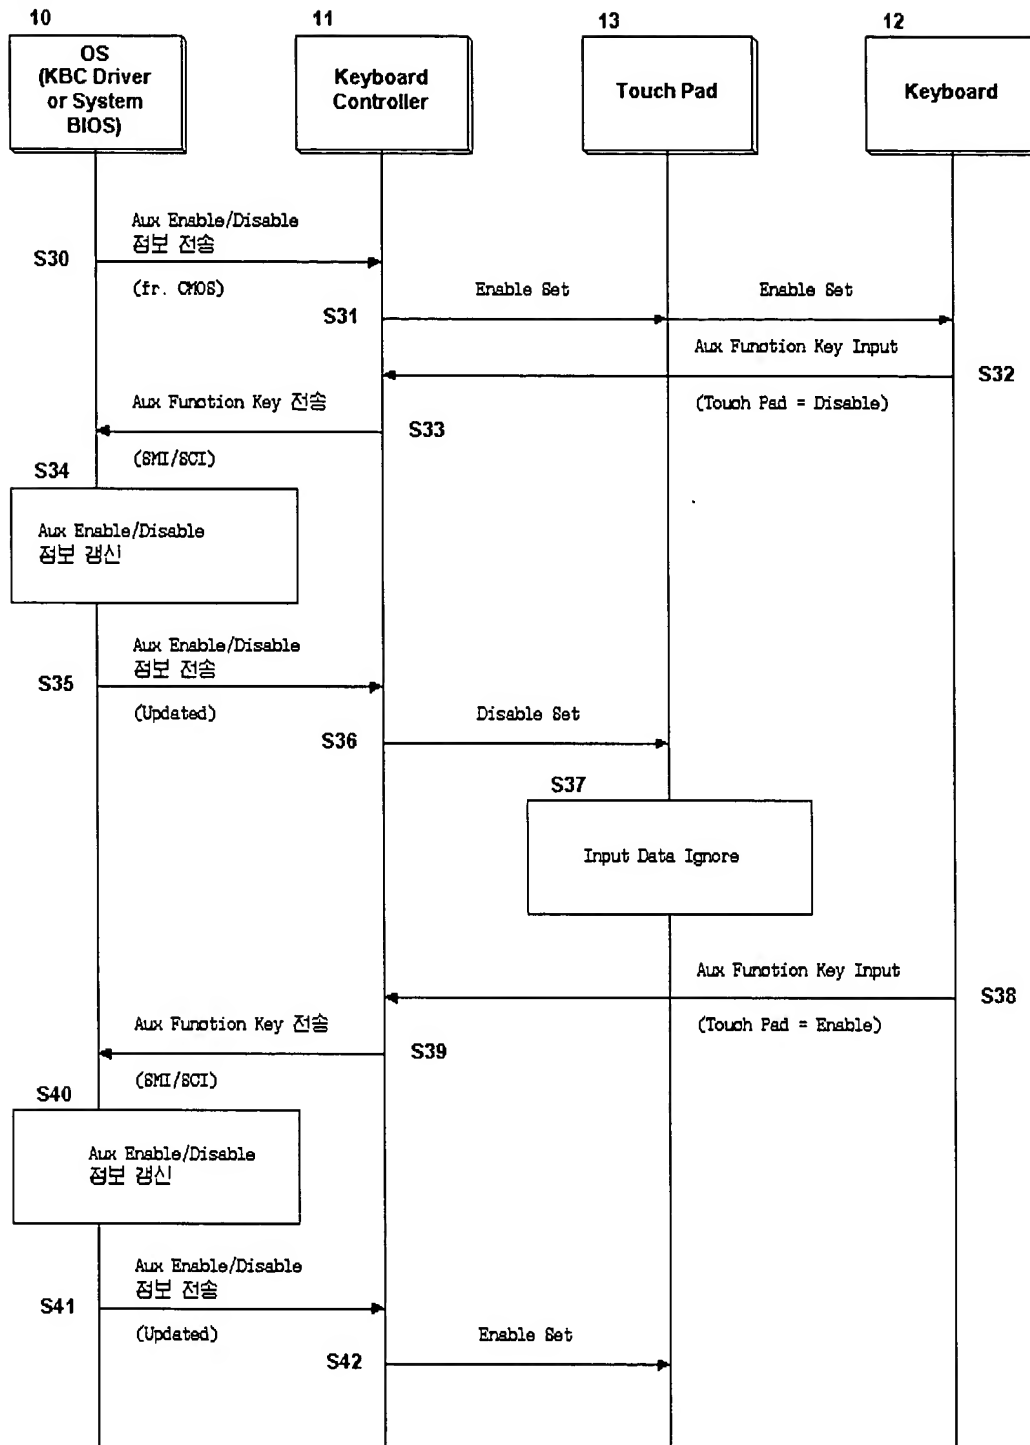 10
11
13
12
OS
(KBC Driver
or System
BIOS)
Keyboard
Controller
Touch Pad
Keyboard
Aux Enable/Disable
정보 전송
S30
(fr. CMOS)
S31
Enable Set
Enable Set
Aux Function Key Input
S32
(Touch Pad = Disable)
Aux Function Key 전송
S33
(SMI/SCI)
S34
Aux Enable/Disable
정보 갱신
Aux Enable/Disable
정보 전송
S35
(Updated)
S36
Disable Set
S37
Input Data Ignore
Aux Function Key Input
S38
(Touch Pad = Enable)
Aux Function Key 전송
S39
(SMI/SCI)
S40
Aux Enable/Disable
정보 갱신
Aux Enable/Disable
정보 전송
S41
(Updated)
S42
Enable Set